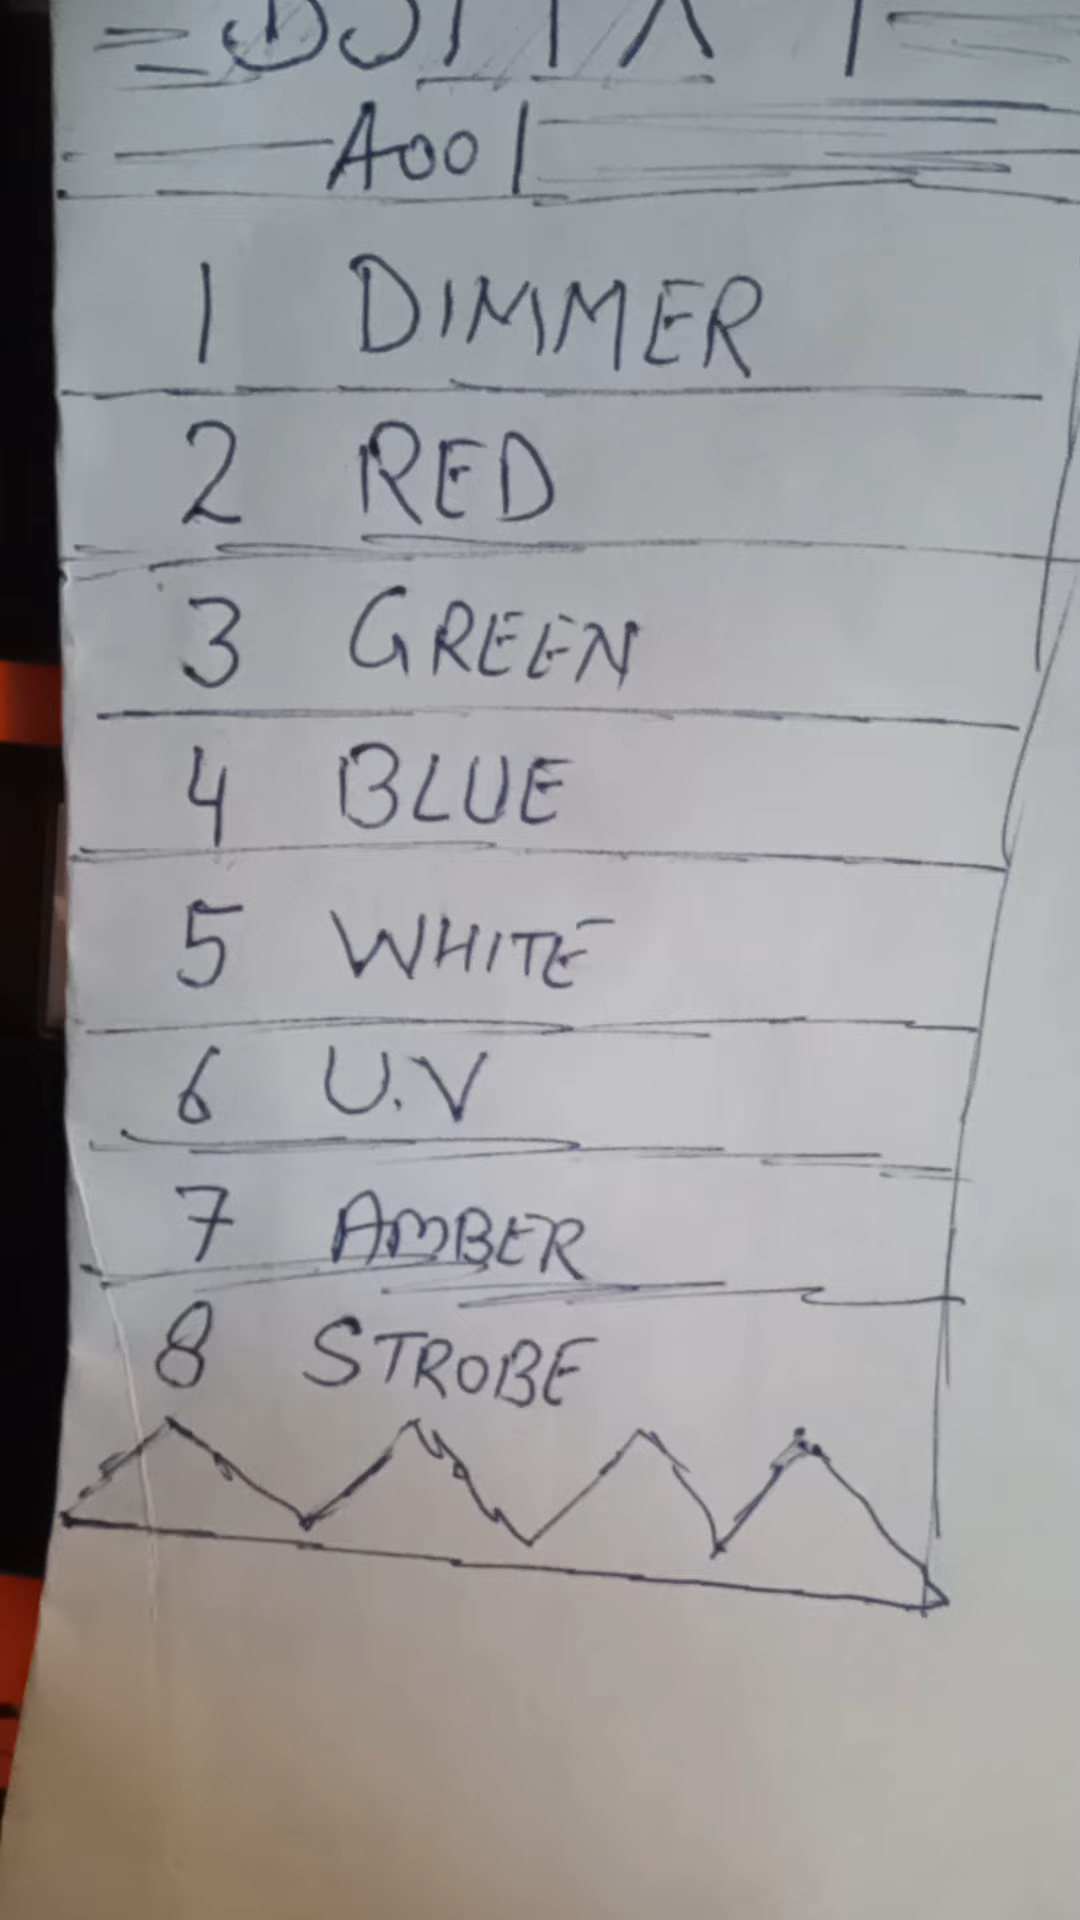 A001
1 DIMMER
2 RED
3 GREEN
4 BLUE
5 WHITE
6 U.V
7 AMBER
8 STROBE